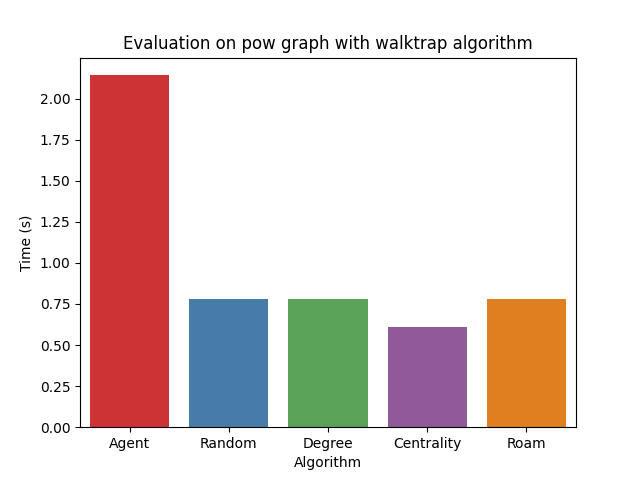 Evaluation on pow graph with walktrap algorithm
2.00
1.75
1.50
1.25
1.00
0.75
0.50
0.25
0.00
Time (s)
Agent Random Degree Centrality Roam
Algorithm